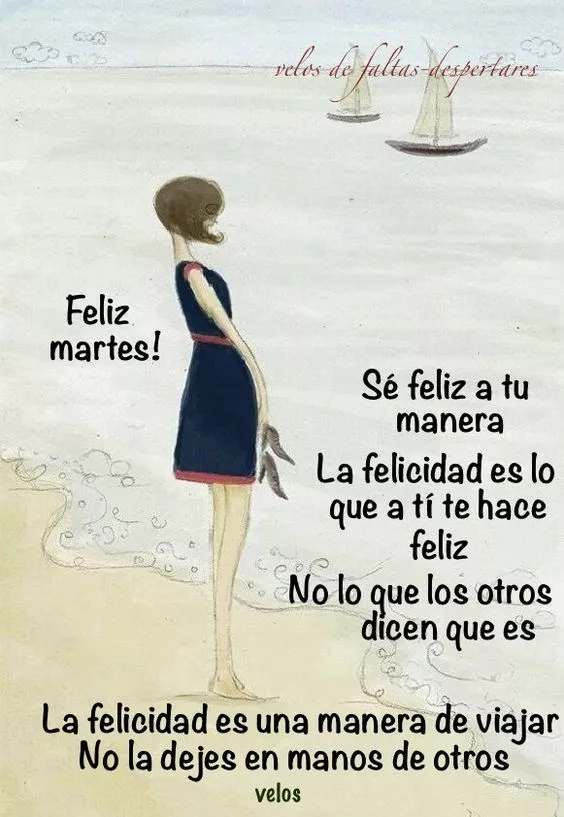 velos de faltas despertares
Feliz
martes!
Sé feliz a tu
manera
La felicidad es lo
que a tí te hace
feliz
No lo que los otros
dicen que es
La felicidad es una manera de viajar
No la dejes en manos de otros
velos